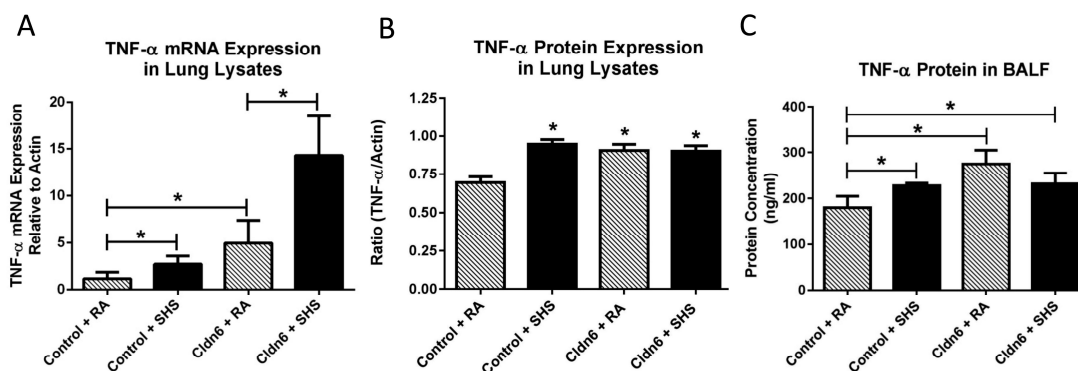 A
TNF-α mRNA Expression
in Lung Lysates
TNF-α mRNA Expression
Relative to Actin
20
15
10
5
0
*
*
*
Control + RA
Control + SHS
Cldn6 + RA
Cldn6 + SHS
B
TNF-α Protein Expression
in Lung Lysates
Ratio (TNF-α/Actin)
1.25
1.00
0.75
0.50
0.25
0.00
*
*
*
Control + RA
Control + SHS
Cldn6 + RA
Cldn6 + SHS
C
TNF-α Protein in BALF
Protein Concentration
(ng/ml)
400
300
200
100
0
*
*
*
Control + RA
Control + SHS
Cldn6 + RA
Cldn6 + SHS